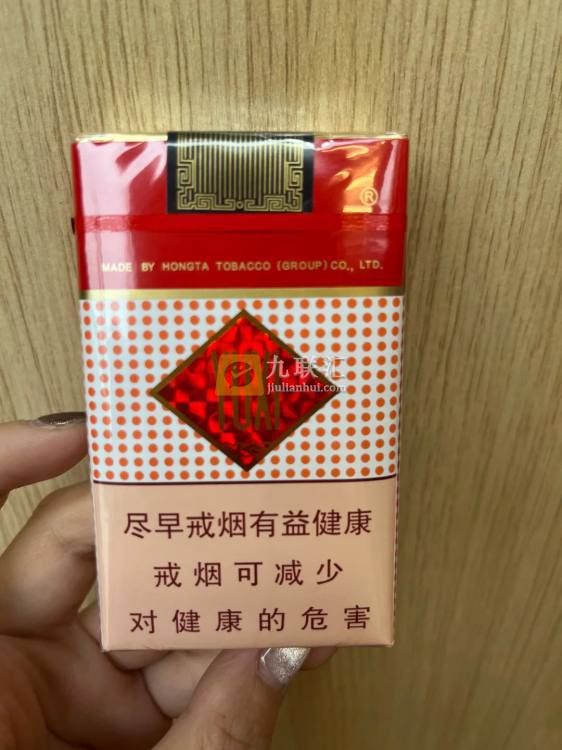 ®
MADE BY HONGTA TOBACCO (GROUP) CO., LTD.
九联汇
jiulianhui.com
尽早戒烟有益健康
戒烟可减少
对健康的危害